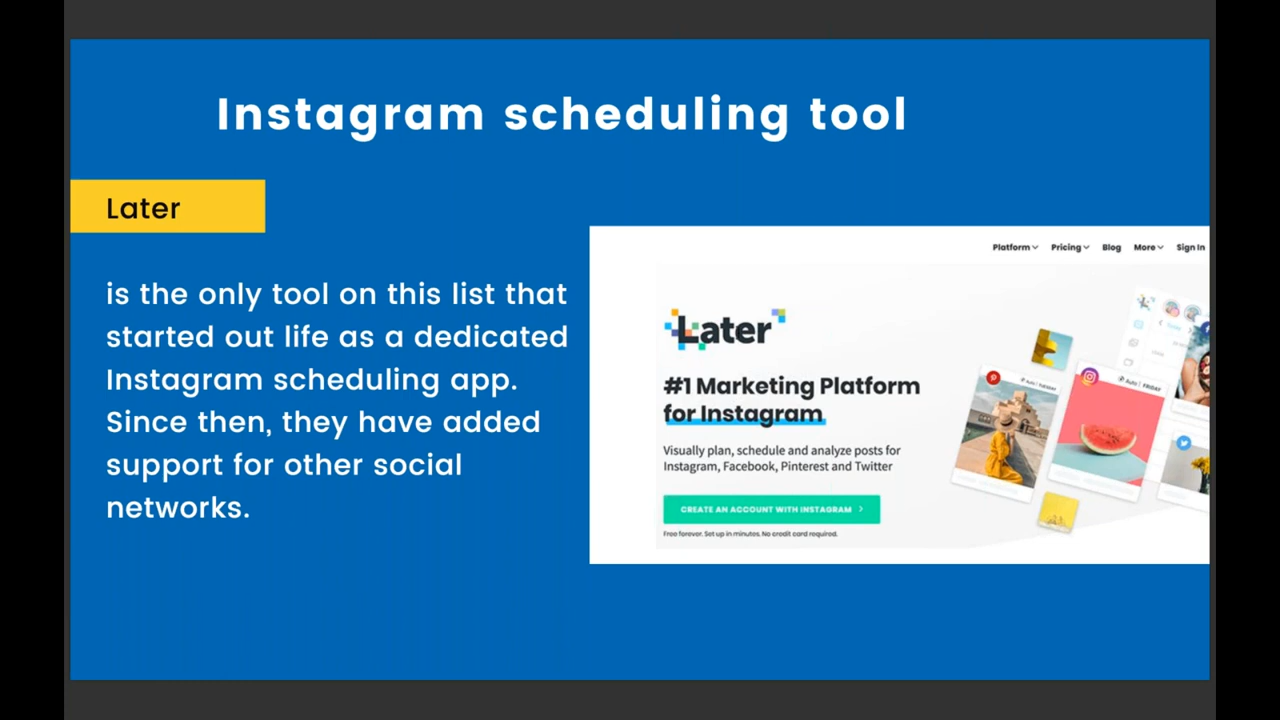 Instagram scheduling tool
Later
is the only tool on this list that
started out life as a dedicated
Instagram scheduling app.
Since then, they have added
support for other social
networks.
Platform Pricing Blog More Sign In
Later
#1 Marketing Platform
for Instagram
Visually plan, schedule and analyze posts for
Instagram, Facebook, Pinterest and Twitter
CREATE AN ACCOUNT WITH INSTAGRAM
Free forever. Set up in minutes. No credit card required.